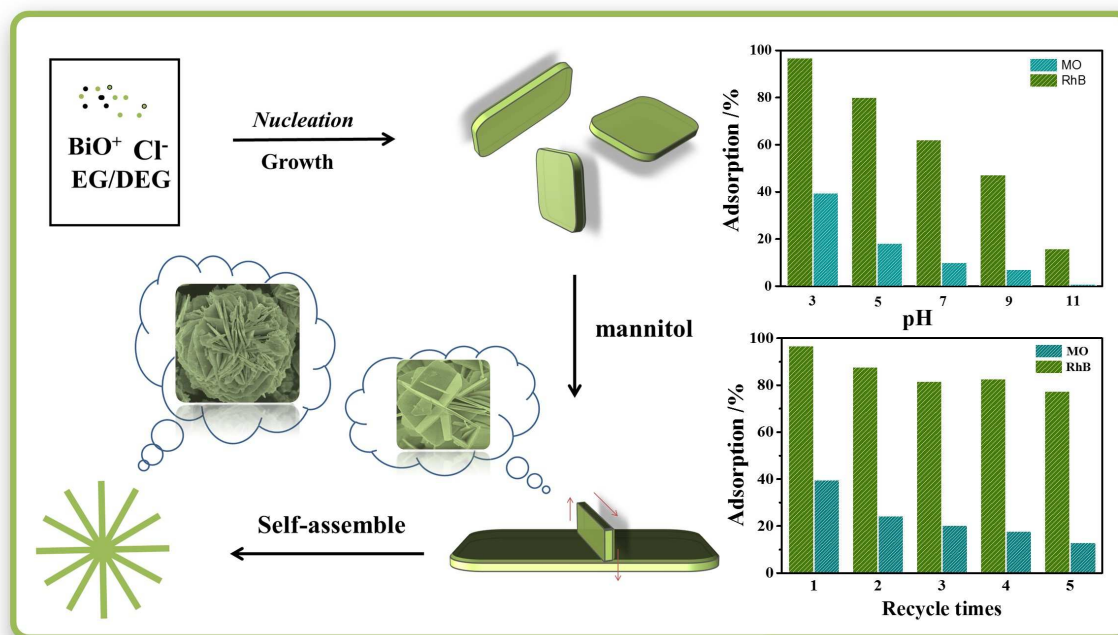 BiO⁺ Cl⁻
EG/DEG
Nucleation
Growth
mannitol
Self-assemble
Adsorption /%
100
80
60
40
20
0
MO
RhB
3 5 7 9 11
pH
Adsorption /%
100
80
60
40
20
0
MO
RhB
1 2 3 4 5
Recycle times